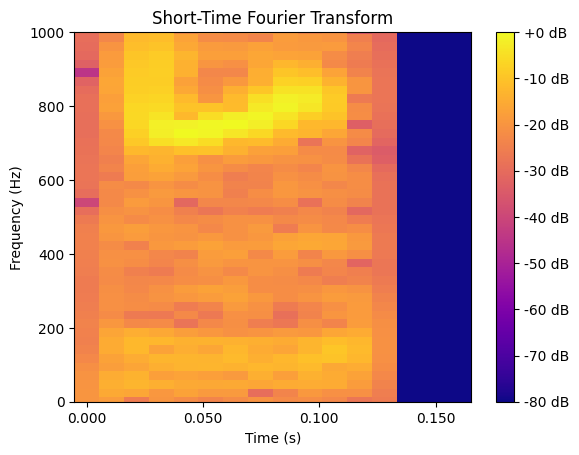 Short-Time Fourier Transform
1000
800
600
400
200
0
Frequency (Hz)
0.000
0.050
0.100
0.150
Time (s)
+0 dB
-10 dB
-20 dB
-30 dB
-40 dB
-50 dB
-60 dB
-70 dB
-80 dB